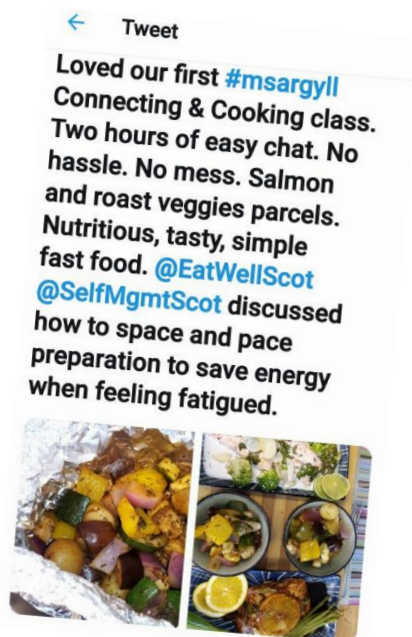 Tweet
Loved our first #msargyll
Connecting & Cooking class.
Two hours of easy chat. No
hassle. No mess. Salmon
and roast veggies parcels.
Nutritious, tasty, simple
fast food. @EatWellScot
@SelfMgmtScot discussed
how to space and pace
preparation to save energy
when feeling fatigued.